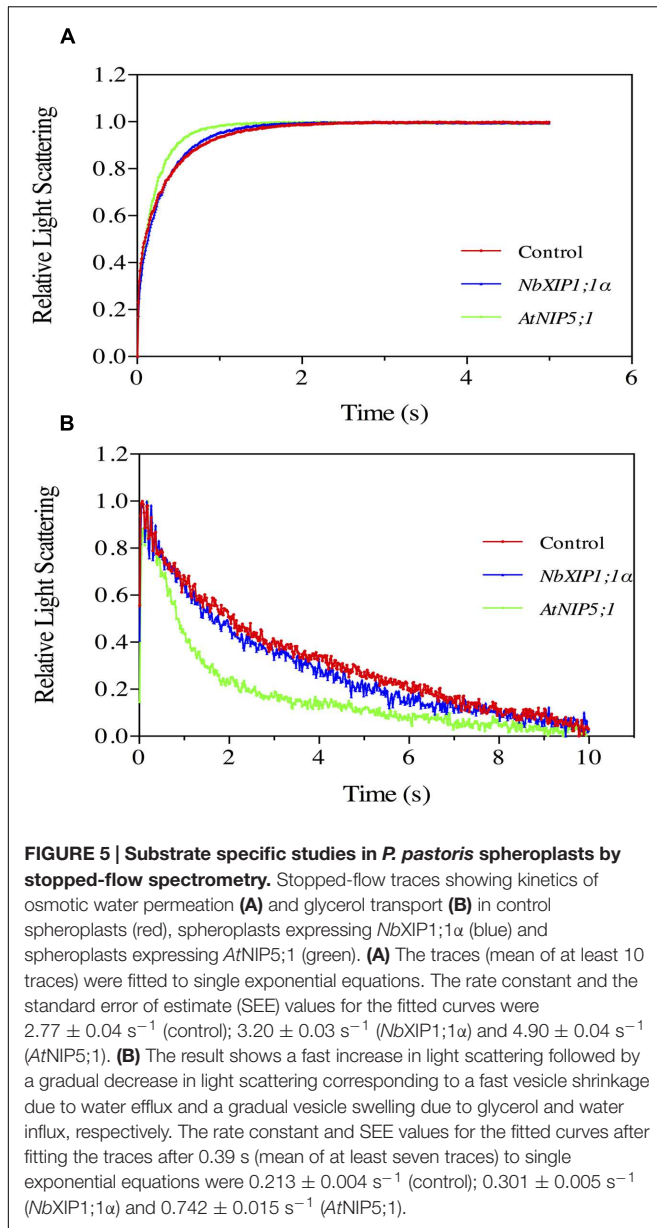 A
1.2
1.0
0.8
0.6
0.4
0.2
0.0
Relative Light Scattering
Control
NbXIP1;1α
AtNIP5;1
0 2 4 6
Time (s)
B
1.2
1.0
0.8
0.6
0.4
0.2
0.0
Relative Light Scattering
Control
NbXIP1;1α
AtNIP5;1
0 2 4 6 8 10
Time (s)
FIGURE 5 | Substrate specific studies in P. pastoris spheroplasts by
stopped-flow spectrometry. Stopped-flow traces showing kinetics of
osmotic water permeation (A) and glycerol transport (B) in control
spheroplasts (red), spheroplasts expressing NbXIP1;1α (blue) and
spheroplasts expressing AtNIP5;1 (green). (A) The traces (mean of at least 10
traces) were fitted to single exponential equations. The rate constant and the
standard error of estimate (SEE) values for the fitted curves were
2.77 ± 0.04 s⁻¹ (control); 3.20 ± 0.03 s⁻¹ (NbXIP1;1α) and 4.90 ± 0.04 s⁻¹
(AtNIP5;1). (B) The result shows a fast increase in light scattering followed by
a gradual decrease in light scattering corresponding to a fast vesicle shrinkage
due to water efflux and a gradual vesicle swelling due to glycerol and water
influx, respectively. The rate constant and SEE values for the fitted curves after
fitting the traces after 0.39 s (mean of at least seven traces) to single
exponential equations were 0.213 ± 0.004 s⁻¹ (control); 0.301 ± 0.005 s⁻¹
(NbXIP1;1α) and 0.742 ± 0.015 s⁻¹ (AtNIP5;1).